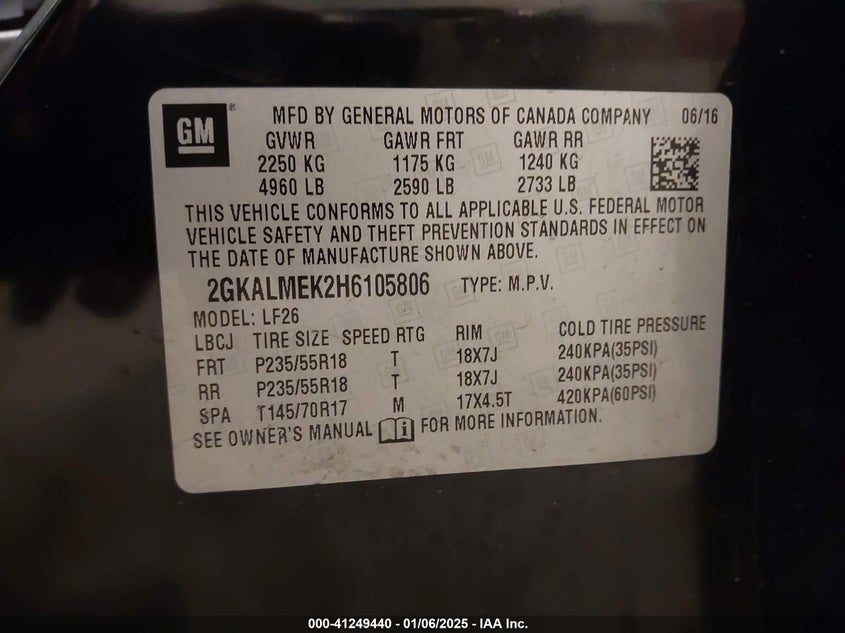 GM ® MFD BY GENERAL MOTORS OF CANADA COMPANY 06/16
GVWR GAWR FRT GAWR RR
2250 KG 1175 KG 1240 KG
4960 LB 2590 LB 2733 LB
THIS VEHICLE CONFORMS TO ALL APPLICABLE U.S. FEDERAL MOTOR
VEHICLE SAFETY AND THEFT PREVENTION STANDARDS IN EFFECT ON
THE DATE OF MANUFACTURE SHOWN ABOVE.
2GKALMEK2H6105806 TYPE: M.P.V.
MODEL: LF26
LBCJ TIRE SIZE SPEED RTG RIM COLD TIRE PRESSURE
FRT P235/55R18 T 18X7J 240KPA(35PSI)
RR P235/55R18 T 18X7J 240KPA(35PSI)
SPA T145/70R17 M 17X4.5T 420KPA(60PSI)
SEE OWNER'S MANUAL FOR MORE INFORMATION.
000-41249440 - 01/06/2025 - IAA Inc.